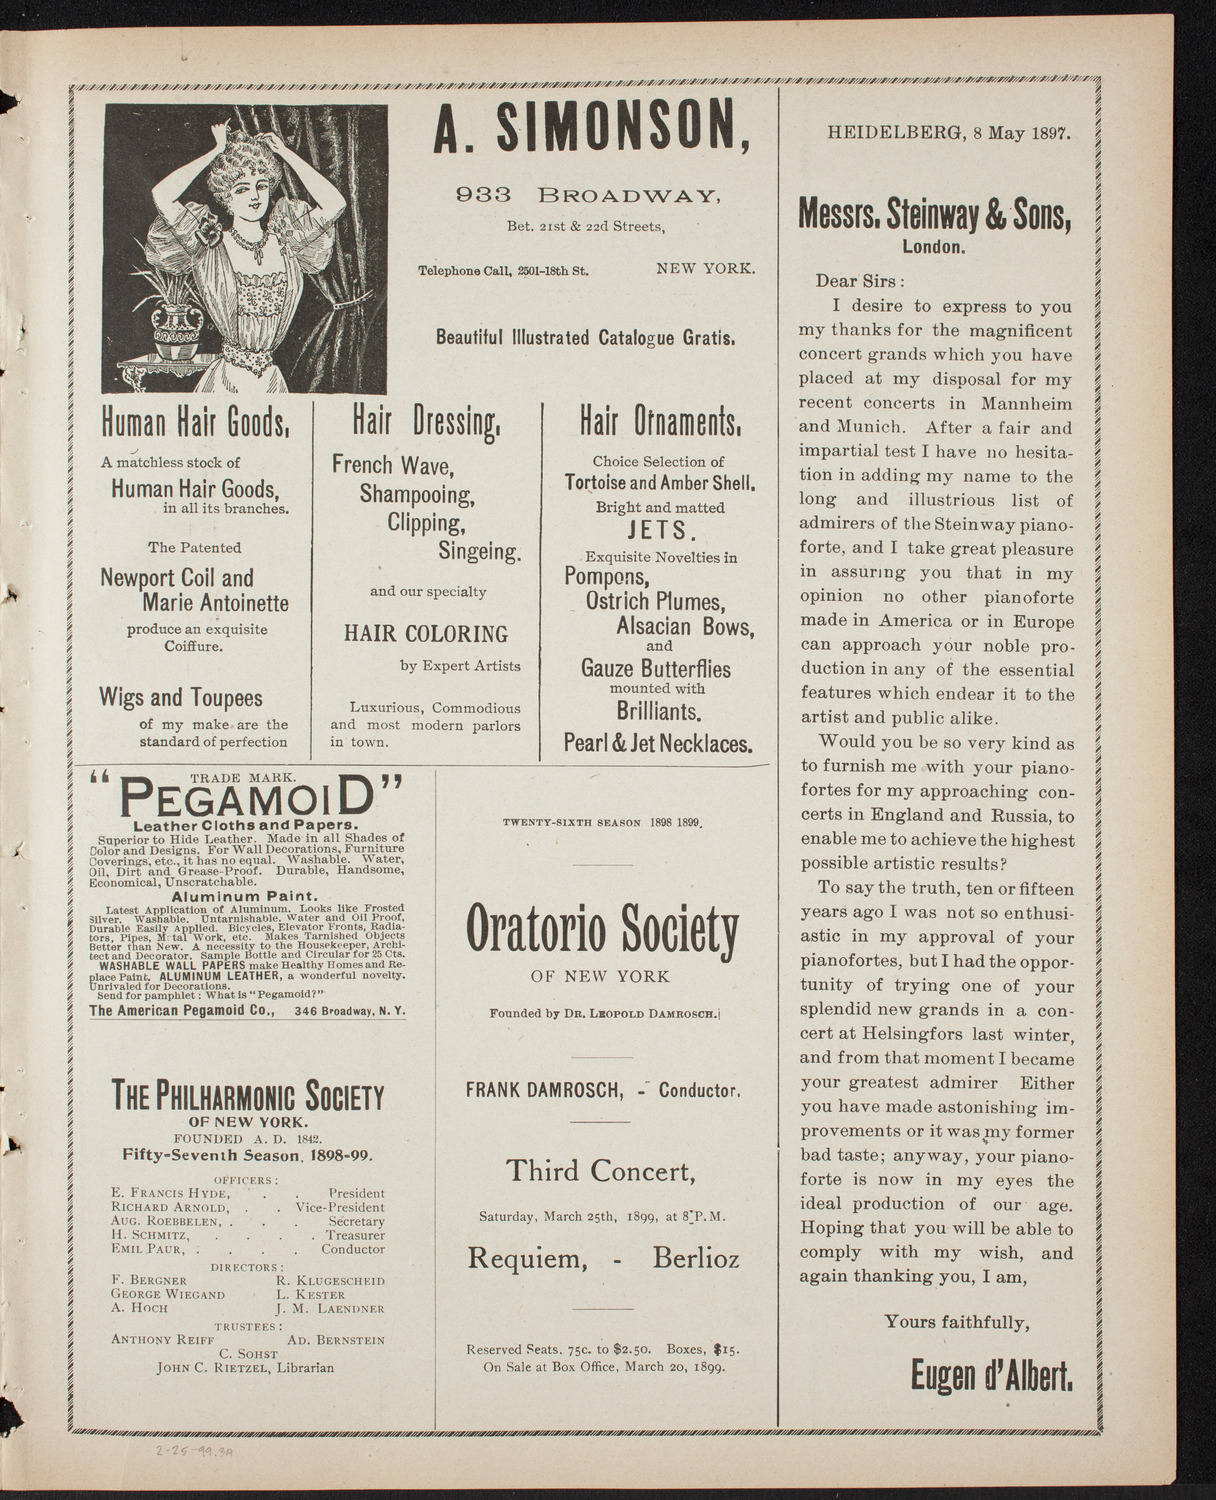 A. SIMONSON,
933 BROADWAY,
Bet. 21st & 22d Streets,
Telephone Call, 2501-18th St. NEW YORK.
Beautiful Illustrated Catalogue Gratis.
Human Hair Goods,
A matchless stock of
Human Hair Goods,
in all its branches.
The Patented
Newport Coil and
Marie Antoinette
produce an exquisite
Coiffure.
Wigs and Toupees
of my make are the
standard of perfection
Hair Dressing,
French Wave,
Shampooing,
Clipping,
Singeing.
and our specialty
HAIR COLORING
by Expert Artists
Luxurious, Commodious
and most modern parlors
in town.
Hair Ornaments,
Choice Selection of
Tortoise and Amber Shell,
Bright and matted
JETS.
Exquisite Novelties in
Pompons,
Ostrich Plumes,
Alsacian Bows,
and
Gauze Butterflies
mounted with
Brilliants.
Pearl & Jet Necklaces.
TRADE MARK.
"PEGAMOID"
Leather Cloths and Papers.
Superior to Hide Leather. Made in all Shades of
Color and Designs. For Wall Decorations, Furniture
Coverings, etc., it has no equal. Washable. Water,
Oil, Dirt and Grease-Proof. Durable, Handsome,
Economical, Unscratchable.
Aluminum Paint.
Latest Application of Aluminum. Looks like Frosted
Silver. Washable. Untarnishable. Water and Oil Proof,
Durable Easily Applied. Bicycles, Elevator Fronts, Radia-
tors, Pipes, Metal Work, etc. Makes Tarnished Objects
Better than New. A necessity to the Housekeeper, Archi-
tect and Decorator. Sample Bottle and Circular for 25 Cts.
WASHABLE WALL PAPERS make Healthy Homes and Re-
place Paint. ALUMINUM LEATHER, a wonderful novelty.
Unrivaled for Decorations.
Send for pamphlet: What is "Pegamoid?"
The American Pegamoid Co., 346 Broadway, N. Y.
THE PHILHARMONIC SOCIETY
OF NEW YORK.
FOUNDED A. D. 1842.
Fifty-Seventh Season, 1898-99.
OFFICERS:
E. FRANCIS HYDE, . . President
RICHARD ARNOLD, . . Vice-President
AUG. ROEBBELEN, . . . Secretary
H. SCHMITZ, . . . . Treasurer
EMIL PAUR, . . . . Conductor
DIRECTORS:
F. BERGNER R. KLUGESCHEID
GEORGE WIEGAND L. KESTER
A. HOCH J. M. LAENDNER
TRUSTEES:
ANTHONY REIFF AD. BERNSTEIN
C. SOHST
JOHN C. RIETZEL, Librarian
TWENTY-SIXTH SEASON 1898 1899.
Oratorio Society
OF NEW YORK
Founded by DR. LEOPOLD DAMROSCH.
FRANK DAMROSCH, - Conductor.
Third Concert,
Saturday, March 25th, 1899, at 8 P.M.
Requiem, - Berlioz
Reserved Seats, 75c. to $2.50. Boxes, $15.
On Sale at Box Office, March 20, 1899.
HEIDELBERG, 8 May 1897.
Messrs. Steinway & Sons,
London.
Dear Sirs:
I desire to express to you
my thanks for the magnificent
concert grands which you have
placed at my disposal for my
recent concerts in Mannheim
and Munich. After a fair and
impartial test I have no hesita-
tion in adding my name to the
long and illustrious list of
admirers of the Steinway piano-
forte, and I take great pleasure
in assuring you that in my
opinion no other pianoforte
made in America or in Europe
can approach your noble pro-
duction in any of the essential
features which endear it to the
artist and public alike.
Would you be so very kind as
to furnish me with your piano-
fortes for my approaching con-
certs in England and Russia, to
enable me to achieve the highest
possible artistic results?
To say the truth, ten or fifteen
years ago I was not so enthusi-
astic in my approval of your
pianofortes, but I had the oppor-
tunity of trying one of your
splendid new grands in a con-
cert at Helsingfors last winter,
and from that moment I became
your greatest admirer Either
you have made astonishing im-
provements or it was my former
bad taste; anyway, your piano-
forte is now in my eyes the
ideal production of our age.
Hoping that you will be able to
comply with my wish, and
again thanking you, I am,
Yours faithfully,
Eugen d'Albert.
2-25-99.3A